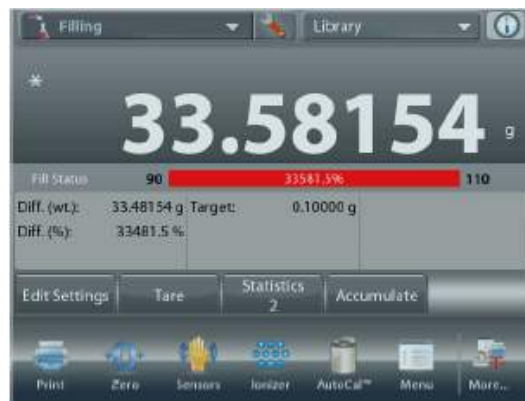 Filling Library
*
33.58154 g
Fill Status 90 33581.5% 110
Diff. (wt.): 33.48154 g Target: 0.10000 g
Diff. (%): 33481.5 %
Edit Settings Tare Statistics 2 Accumulate
Print Zero Sensors Ionizer AutoCal™ Menu More...